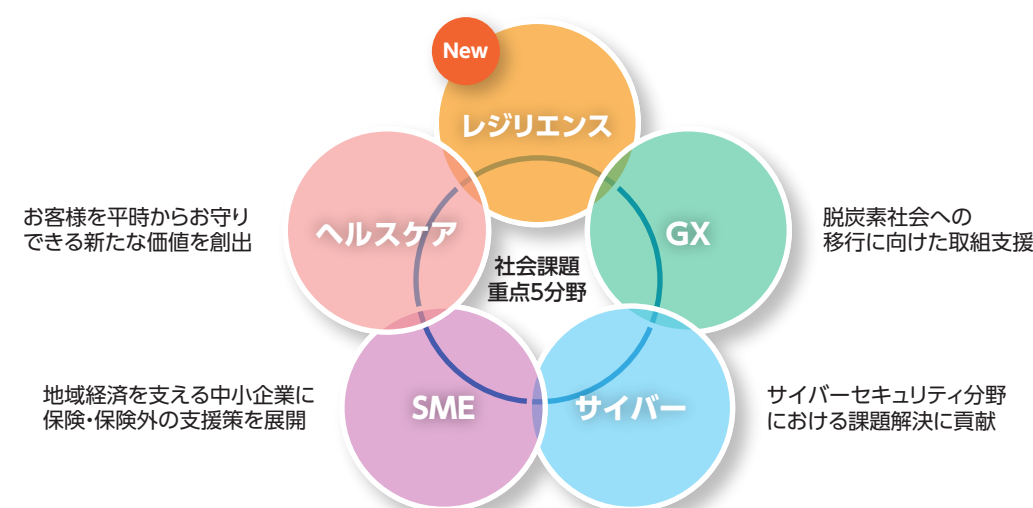 New
レジリエンス
ヘルスケア
お客様を平時からお守り
できる新たな価値を創出
GX
脱炭素社会への
移行に向けた取組支援
社会課題
重点5分野
SME
地域経済を支える中小企業に
保険・保険外の支援策を展開
サイバー
サイバーセキュリティ分野
における課題解決に貢献